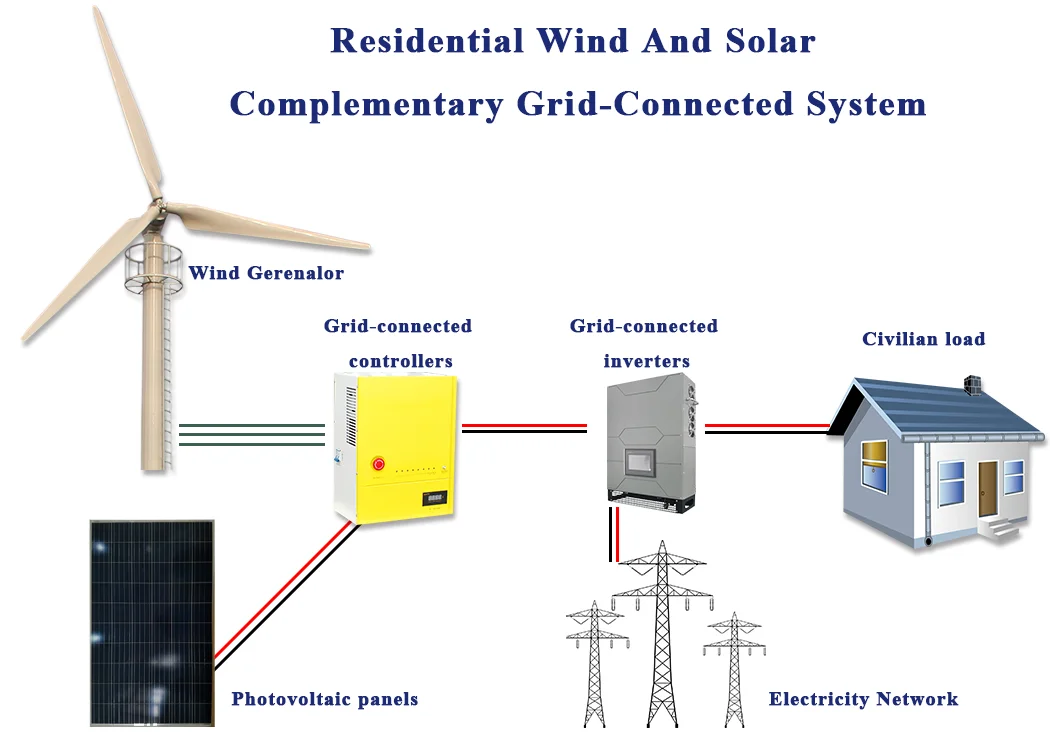 Residential Wind And Solar
Complementary Grid-Connected System
Wind Gerenalor
Grid-connected
controllers
Grid-connected
inverters
Civilian load
Photovoltaic panels
Electricity Network